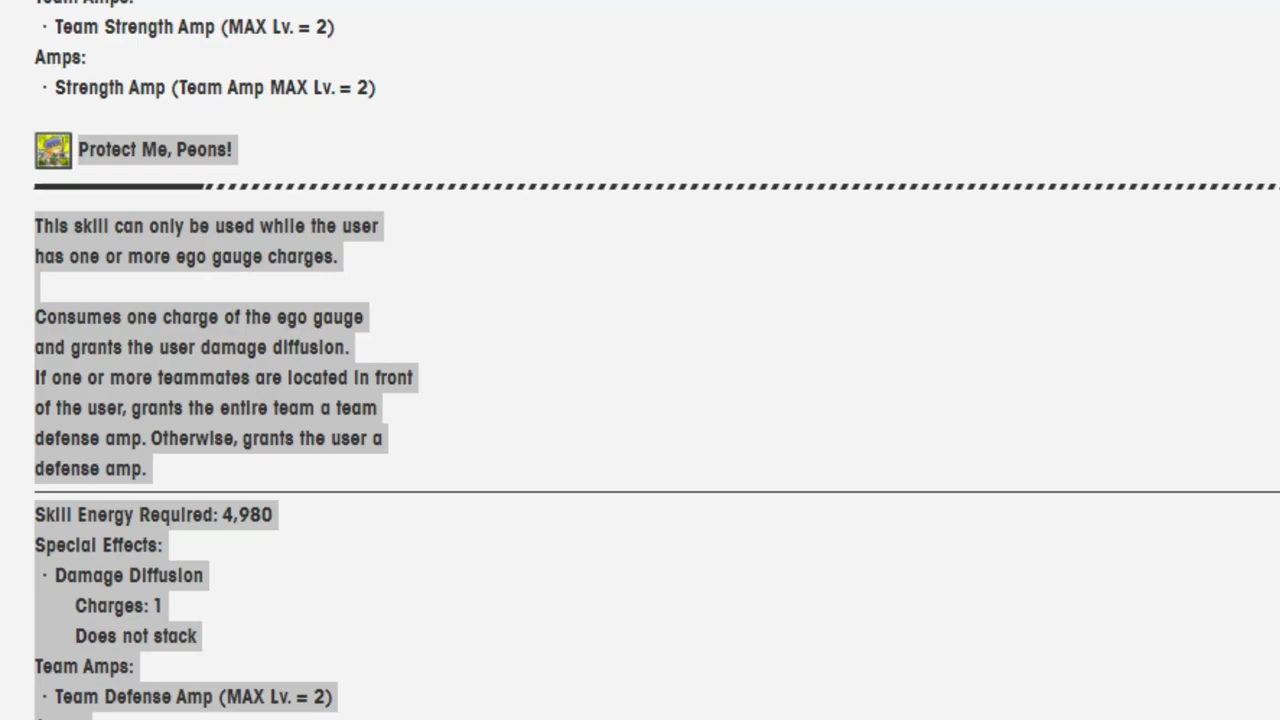 Team Amps:
· Team Strength Amp (MAX Lv. = 2)
Amps:
· Strength Amp (Team Amp MAX Lv. = 2)
Protect Me, Peons!
This skill can only be used while the user
has one or more ego gauge charges.
Consumes one charge of the ego gauge
and grants the user damage diffusion.
If one or more teammates are located in front
of the user, grants the entire team a team
defense amp. Otherwise, grants the user a
defense amp.
Skill Energy Required: 4,980
Special Effects:
· Damage Diffusion
Charges: 1
Does not stack
Team Amps:
· Team Defense Amp (MAX Lv. = 2)